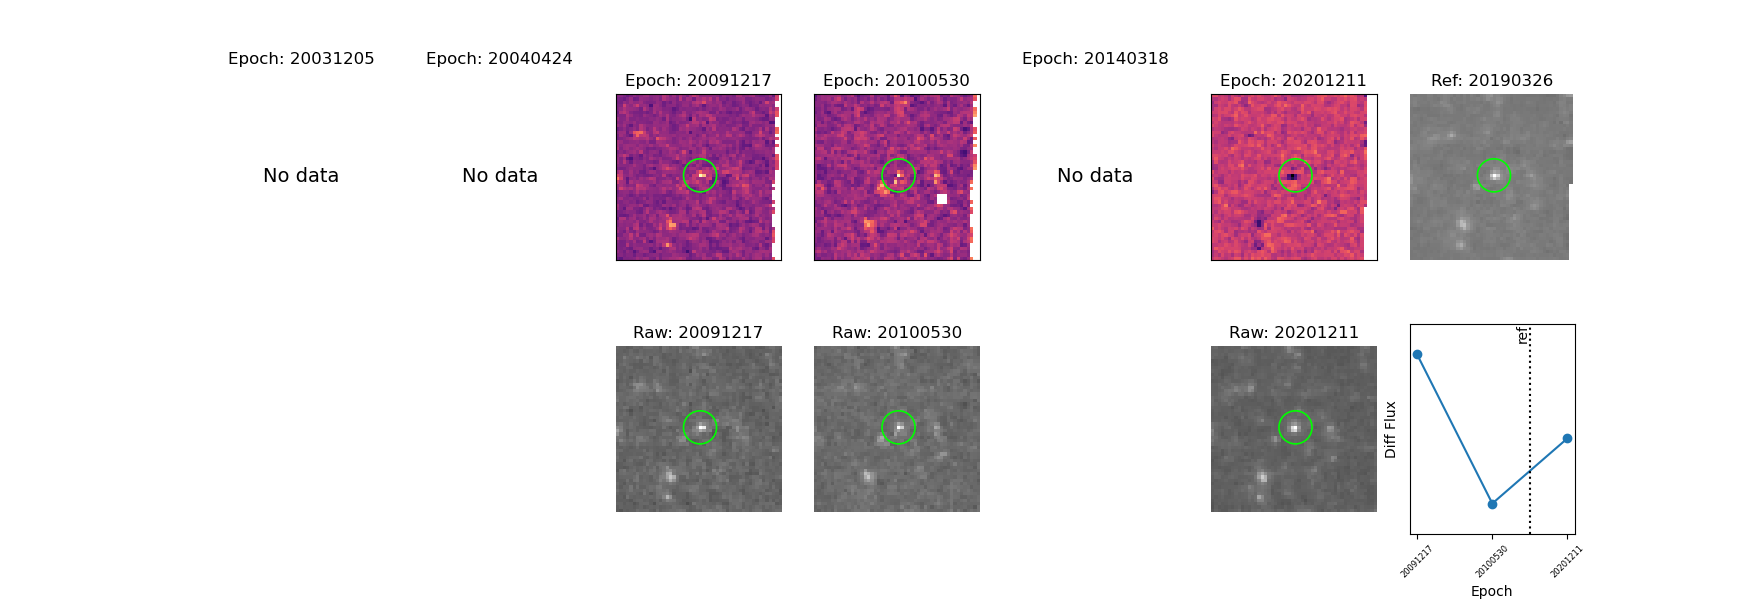 Epoch: 20031205
Epoch: 20040424
Epoch: 20140318
Epoch: 20091217
Epoch: 20100530
Epoch: 20201211
Ref: 20190326
No data
No data
No data
Raw: 20091217
Raw: 20100530
Raw: 20201211
ref
Diff Flux
20091217
20100530
20201211
Epoch